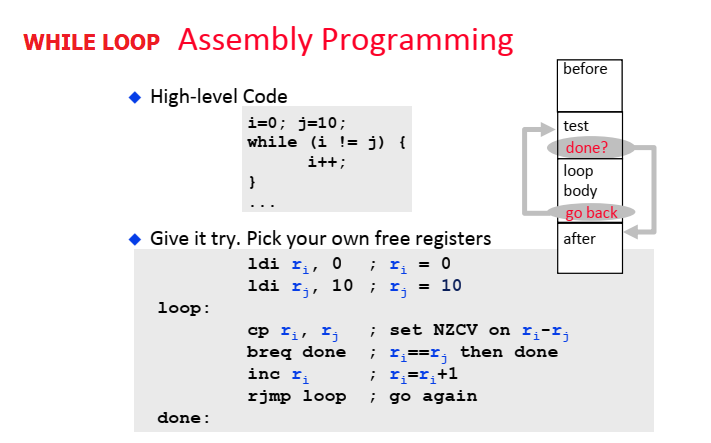 WHILE LOOP Assembly Programming
◆ High-level Code
i=0; j=10;
while (i != j) {
i++;
}
...
before
test
done?
loop
body
go back
after
◆ Give it try. Pick your own free registers
ldi ri, 0 ; ri = 0
ldi rj, 10 ; rj = 10
loop:
cp ri, rj ; set NZCV on ri-rj
breq done ; ri==rj then done
inc ri ; ri=ri+1
rjmp loop ; go again
done: